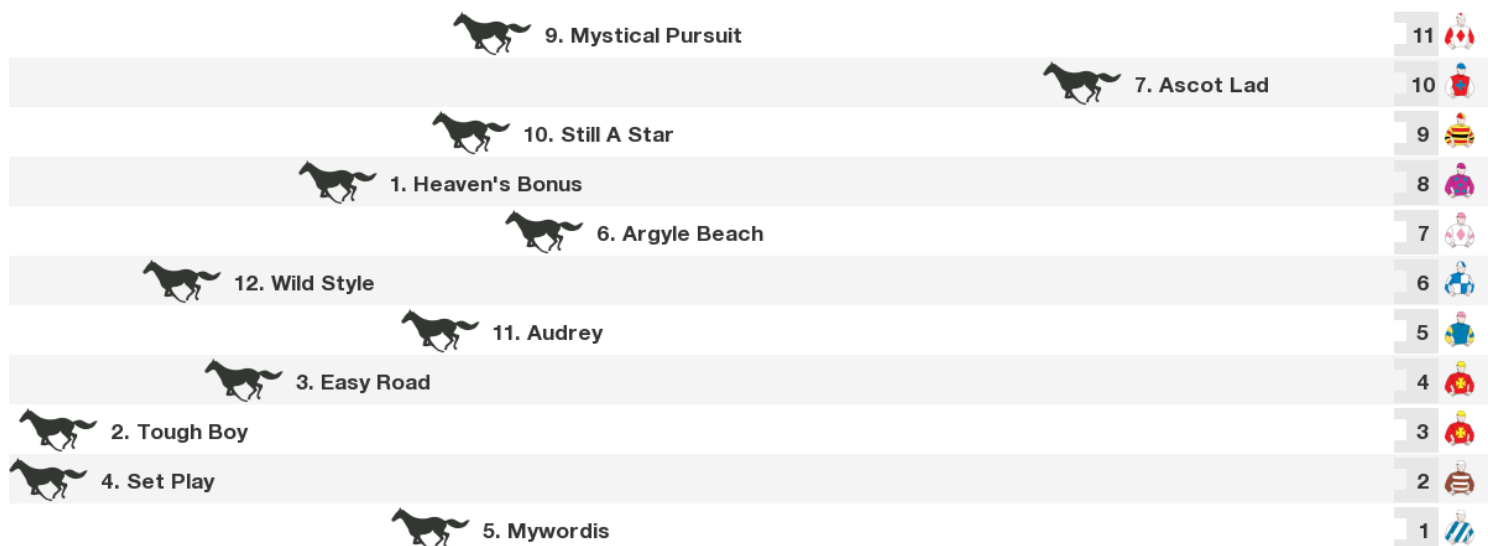 9. Mystical Pursuit 11
7. Ascot Lad 10
10. Still A Star 9
1. Heaven's Bonus 8
6. Argyle Beach 7
12. Wild Style 6
11. Audrey 5
3. Easy Road 4
2. Tough Boy 3
4. Set Play 2
5. Mywordis 1